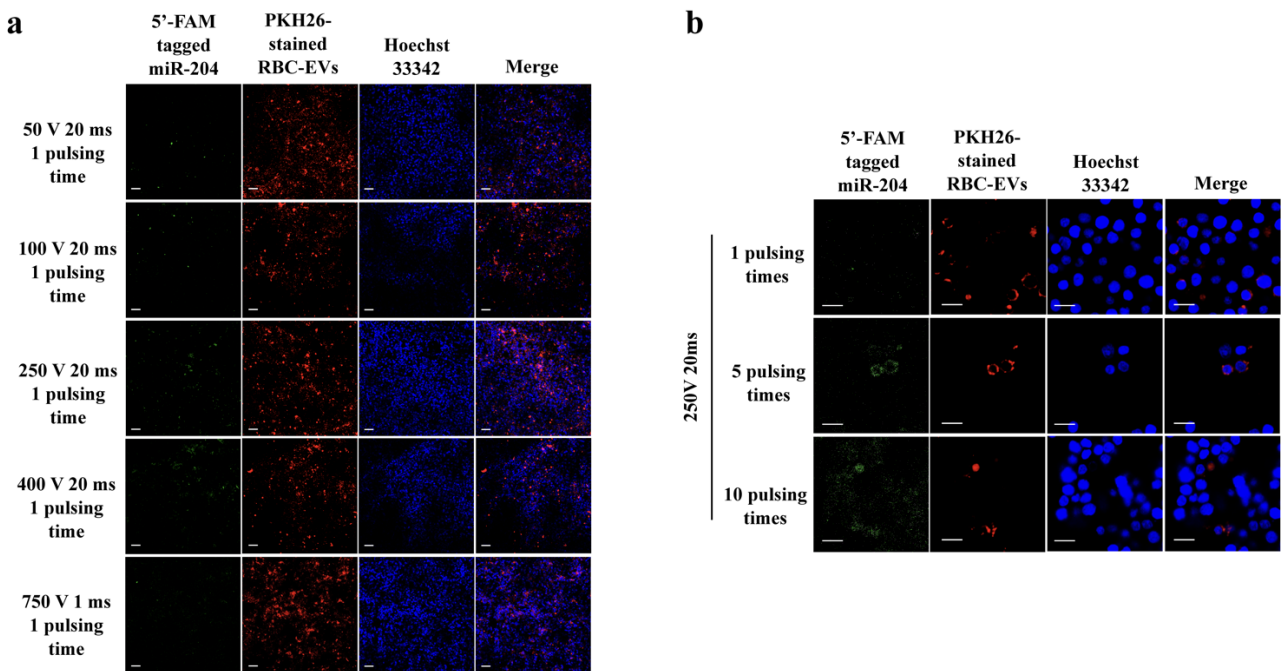 a
5’-FAM
tagged
miR-204
PKH26-
stained
RBC-EVs
Hoechst
33342
Merge
50 V 20 ms
1 pulsing
time
100 V 20 ms
1 pulsing
time
250 V 20 ms
1 pulsing
time
400 V 20 ms
1 pulsing
time
750 V 1 ms
1 pulsing
time
b
5’-FAM
tagged
miR-204
PKH26-
stained
RBC-EVs
Hoechst
33342
Merge
250V 20ms
1 pulsing
times
5 pulsing
times
10 pulsing
times